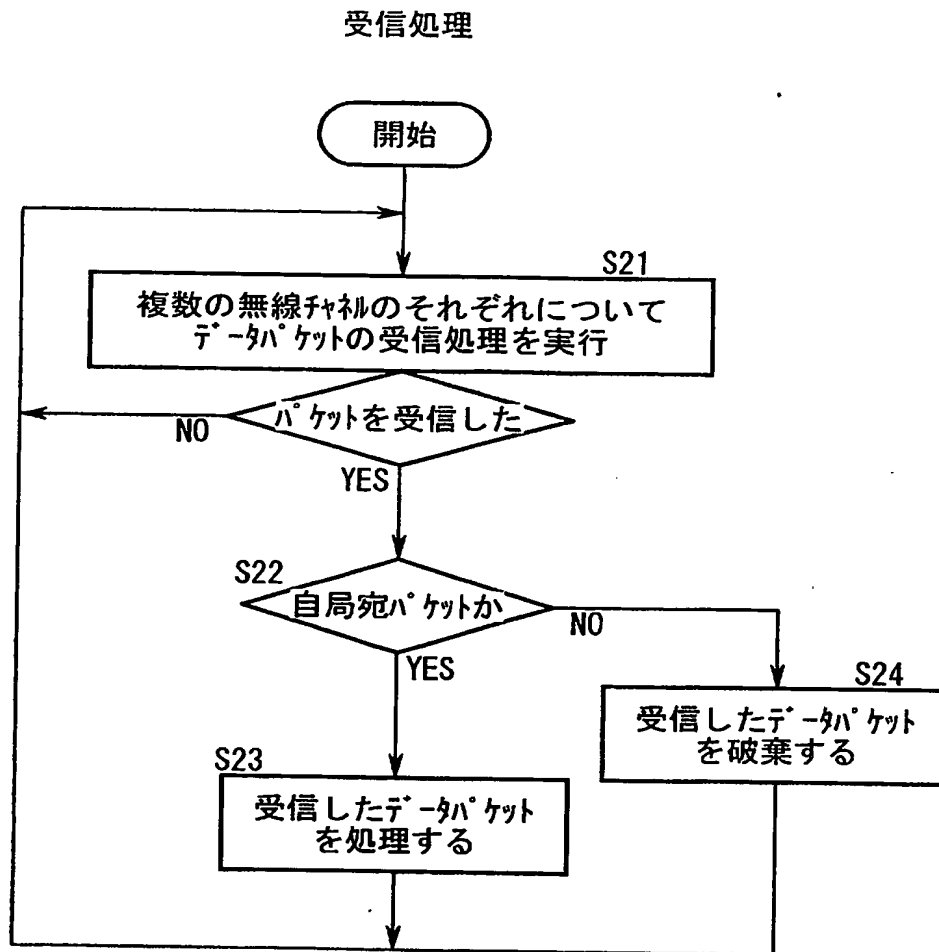 受信処理
開始
S21
複数の無線ﾁｬﾈﾙのそれぞれについて
ﾃﾞｰﾀﾊﾟｹｯﾄの受信処理を実行
ﾊﾟｹｯﾄを受信した
NO
YES
S22
自局宛ﾊﾟｹｯﾄか
NO
YES
S24
受信したﾃﾞｰﾀﾊﾟｹｯﾄ
を破棄する
S23
受信したﾃﾞｰﾀﾊﾟｹｯﾄ
を処理する